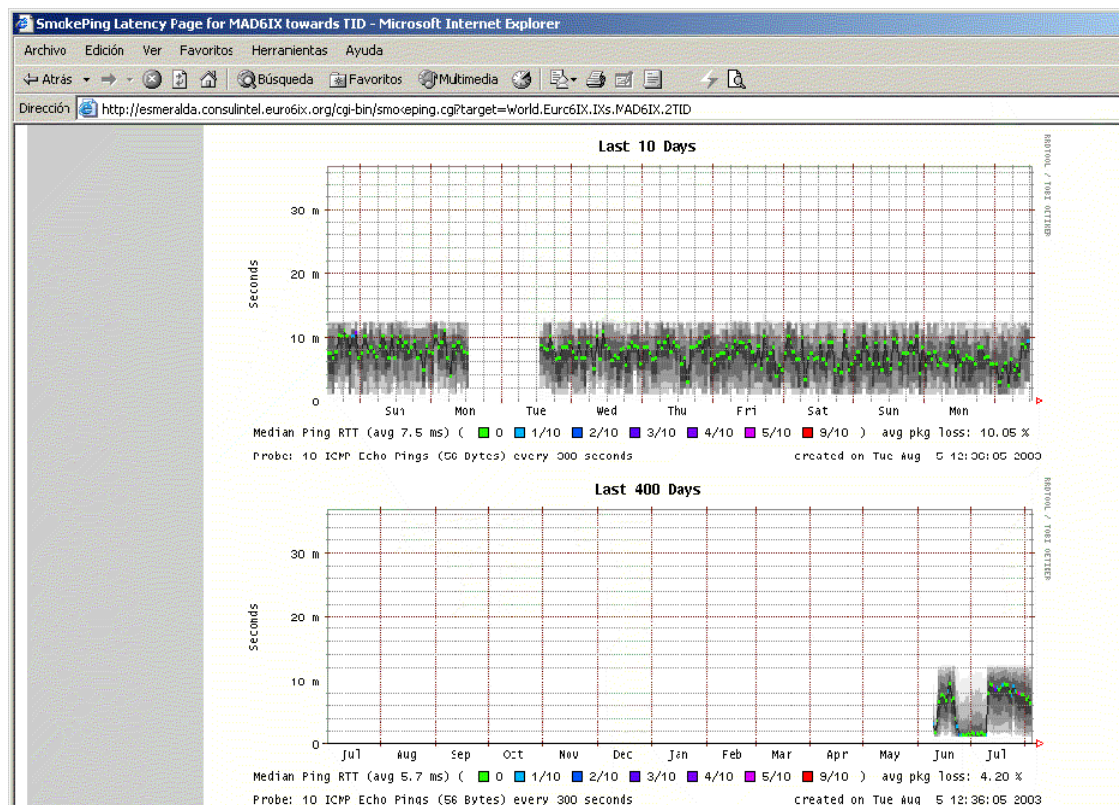 SmokePing Latency Page for MAD6IX towards TID - Microsoft Internet Explorer
Archivo Edición Ver Favoritos Herramientas Ayuda
Atrás Búsqueda Favoritos Multimedia
Dirección http://esmeralda.consulintel.euro6ix.org/cgi-bin/smokeping.cgi?target=World.Euro6IX.IXs.MAD6IX.2TID
Last 10 Days
RRDTOOL / TOBI OETIKER
Seconds
30 m
20 m
10 m
0
Sun Mon Tue Wed Thu Fri Sat Sun Mon
Median Ping RTT (avg 7.5 ms) ( 0 1/10 2/10 3/10 4/10 5/10 9/10 ) avg pkg loss: 10.05 %
Probe: 10 ICMP Echo Pings (56 Bytes) every 300 seconds created on Tue Aug 5 12:36:05 2003
Last 400 Days
RRDTOOL / TOBI OETIKER
Seconds
30 m
20 m
10 m
0
Jul Aug Sep Oct Nov Dec Jan Feb Mar Apr May Jun Jul
Median Ping RTT (avg 5.7 ms) ( 0 1/10 2/10 3/10 4/10 5/10 9/10 ) avg pkg loss: 4.20 %
Probe: 10 ICMP Echo Pings (56 Bytes) every 300 seconds created on Tue Aug 5 12:36:05 2003